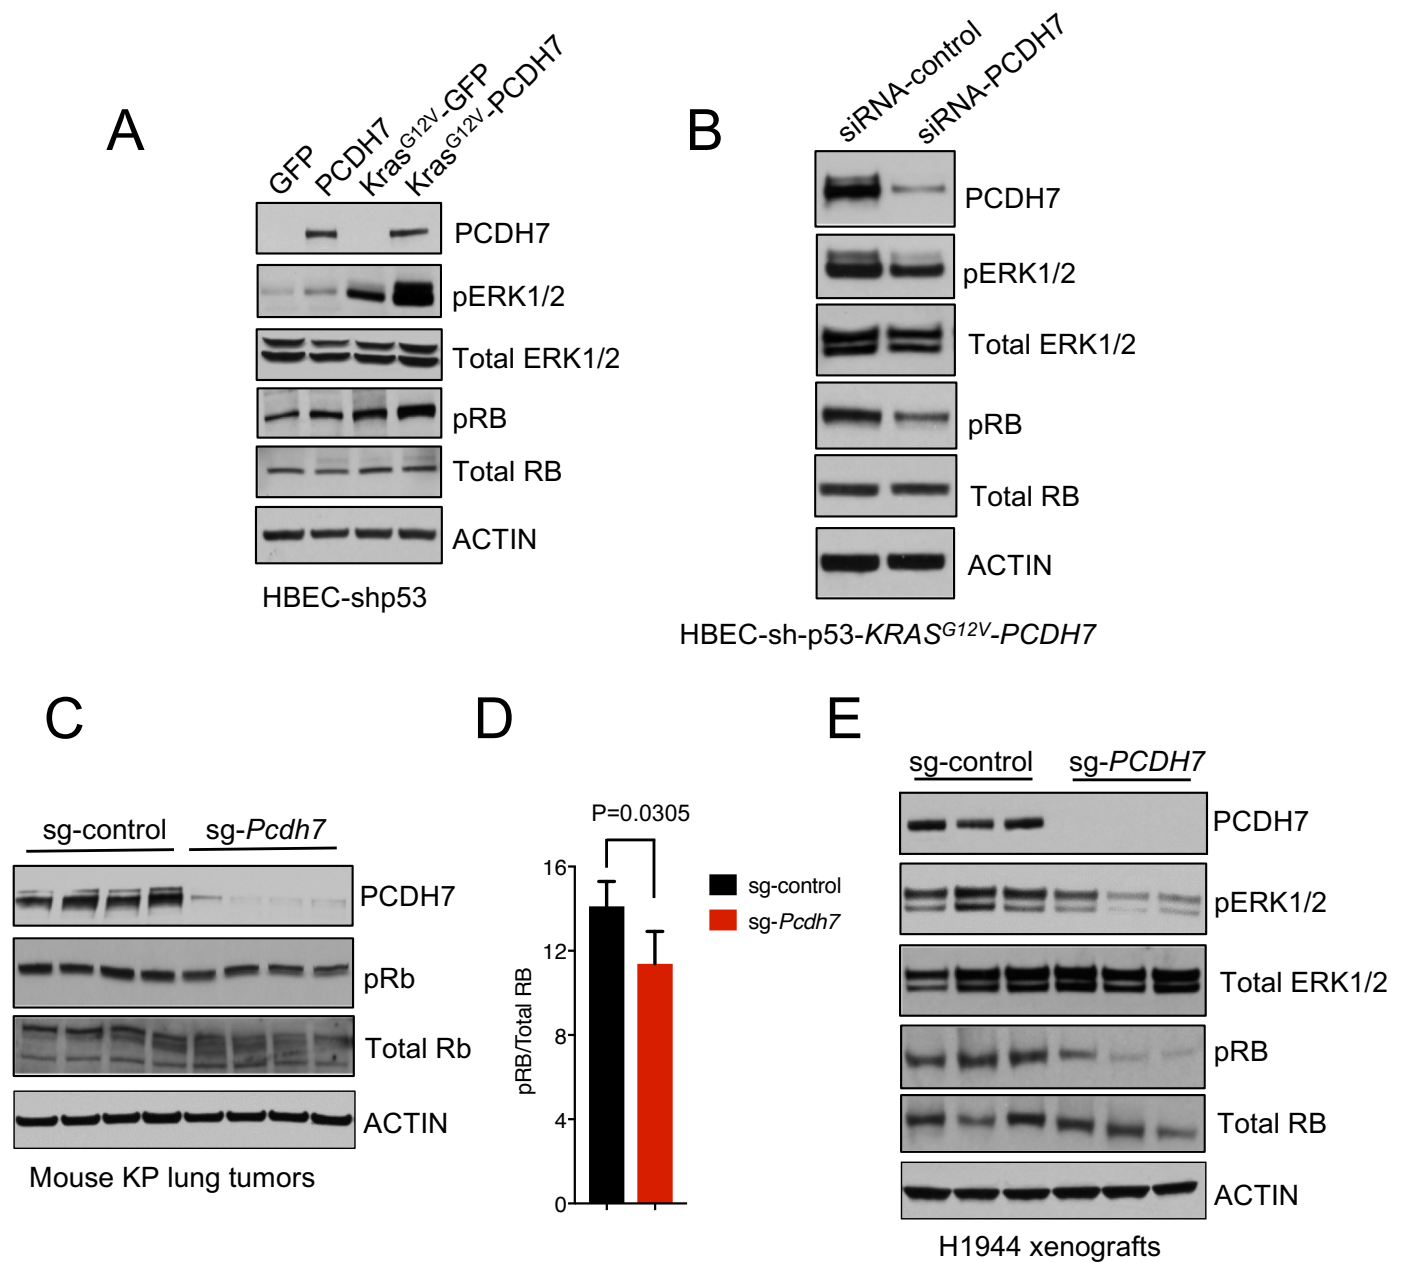 A
GFP
PCDH7
KrasG12V-GFP
KrasG12V-PCDH7
PCDH7
pERK1/2
Total ERK1/2
pRB
Total RB
ACTIN
HBEC-shp53
B
siRNA-control
siRNA-PCDH7
PCDH7
pERK1/2
Total ERK1/2
pRB
Total RB
ACTIN
HBEC-sh-p53-KRASG12V-PCDH7
C
sg-control
sg-Pcdh7
PCDH7
pRb
Total Rb
ACTIN
Mouse KP lung tumors
D
P=0.0305
16
12
8
4
0
pRB/Total RB
sg-control
sg-Pcdh7
E
sg-control
sg-PCDH7
PCDH7
pERK1/2
Total ERK1/2
pRB
Total RB
ACTIN
H1944 xenografts